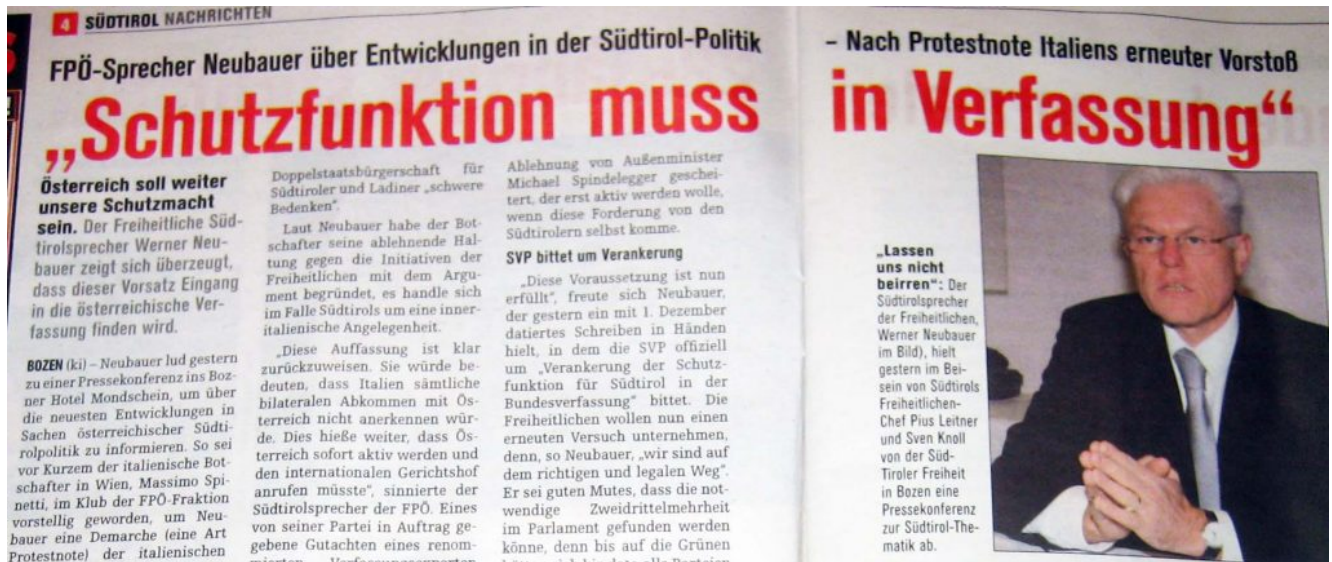 4 SÜDTIROL NACHRICHTEN
FPÖ-Sprecher Neubauer über Entwicklungen in der Südtirol-Politik – Nach Protestnote Italiens erneuter Vorstoß
„Schutzfunktion muss in Verfassung“
Österreich soll weiter
unsere Schutzmacht
sein. Der Freiheitliche Süd-
tirolsprecher Werner Neu-
bauer zeigt sich überzeugt,
dass dieser Vorsatz Eingang
in die österreichische Ver-
fassung finden wird.
BOZEN (ki) – Neubauer lud gestern
zu einer Pressekonferenz ins Boz-
ner Hotel Mondschein, um über
die neuesten Entwicklungen in
Sachen österreichischer Südti-
rolpolitik zu informieren. So sei
vor Kurzem der italienische Bot-
schafter in Wien, Massimo Spi-
netti, im Klub der FPÖ-Fraktion
vorstellig geworden, um Neu-
bauer eine Demarche (eine Art
Protestnote) der italienischen
Doppelstaatsbürgerschaft für
Südtiroler und Ladiner „schwere
Bedenken“.
Laut Neubauer habe der Bot-
schafter seine ablehnende Hal-
tung gegen die Initiativen der
Freiheitlichen mit dem Argu-
ment begründet, es handle sich
im Falle Südtirols um eine inner-
italienische Angelegenheit.
„Diese Auffassung ist klar
zurückzuweisen. Sie würde be-
deuten, dass Italien sämtliche
bilateralen Abkommen mit Ös-
terreich nicht anerkennen wür-
de. Dies hieße weiter, dass Ös-
terreich sofort aktiv werden und
den internationalen Gerichtshof
anrufen müsste“, sinnierte der
Südtirolsprecher der FPÖ. Eines
von seiner Partei in Auftrag ge-
gebene Gutachten eines renom-
mierten Verfassungsexperten
Ablehnung von Außenminister
Michael Spindelegger geschei-
tert, der erst aktiv werden wolle,
wenn diese Forderung von den
Südtirolern selbst komme.
SVP bittet um Verankerung
„Diese Voraussetzung ist nun
erfüllt“, freute sich Neubauer,
der gestern ein mit 1. Dezember
datiertes Schreiben in Händen
hielt, in dem die SVP offiziell
um „Verankerung der Schutz-
funktion für Südtirol in der
Bundesverfassung“ bittet. Die
Freiheitlichen wollen nun einen
erneuten Versuch unternehmen,
denn, so Neubauer, „wir sind auf
dem richtigen und legalen Weg“.
Er sei guten Mutes, dass die not-
wendige Zweidrittelmehrheit
im Parlament gefunden werden
könne, denn bis auf die Grünen
alle Parteien
„Lassen
uns nicht
beirren“: Der
Südtirolsprecher
der Freiheitlichen,
Werner Neubauer
im Bild), hielt
gestern im Bei-
sein von Südtirols
Freiheitlichen-
Chef Pius Leitner
und Sven Knoll
von der Süd-
Tiroler Freiheit
in Bozen eine
Pressekonferenz
zur Südtirol-The-
matik ab.